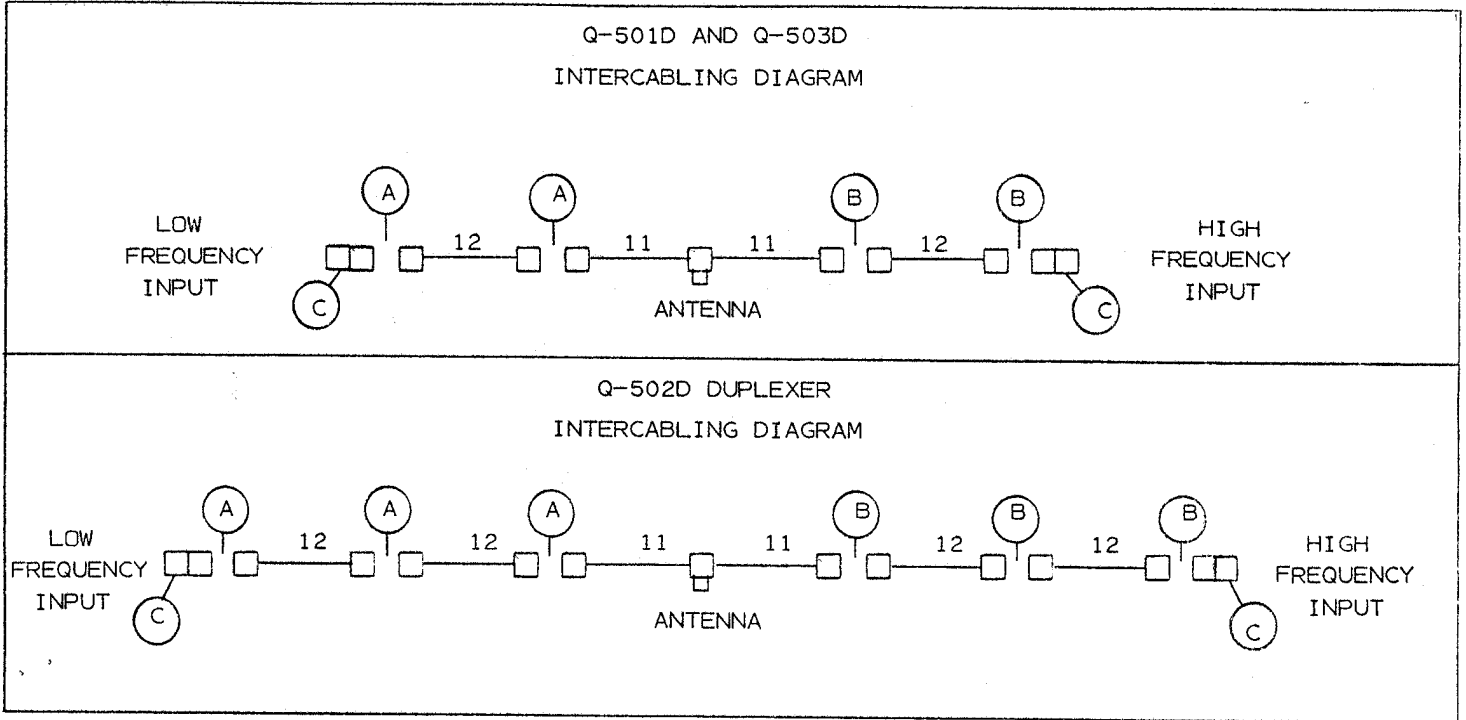 Q-501D AND Q-503D
INTERCABLING DIAGRAM
A
A
B
B
LOW
FREQUENCY
INPUT
12
11
11
12
HIGH
FREQUENCY
INPUT
C
ANTENNA
C
Q-502D DUPLEXER
INTERCABLING DIAGRAM
A
A
A
B
B
B
LOW
FREQUENCY
INPUT
12
12
11
11
12
12
HIGH
FREQUENCY
INPUT
C
ANTENNA
C